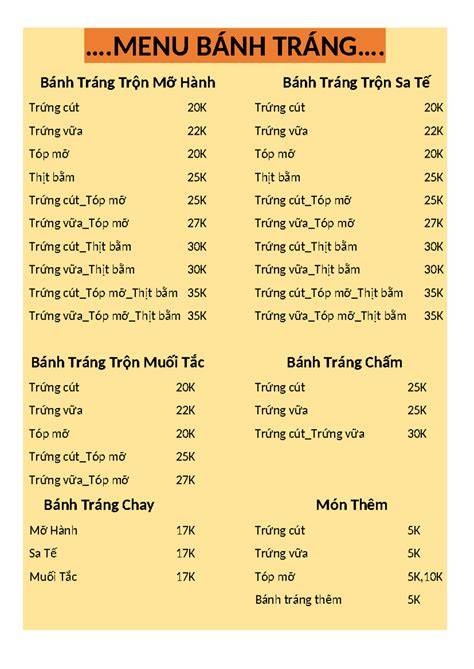 ....MENU BÁNH TRÁNG....
Bánh Tráng Trộn Mỡ Hành
Trứng cút 20K
Trứng vữa 22K
Tóp mỡ 20K
Thịt bằm 25K
Trứng cút_Tóp mỡ 25K
Trứng vữa_Tóp mỡ 27K
Trứng cút_Thịt bằm 30K
Trứng vữa_Thịt bằm 30K
Trứng cút_Tóp mỡ_Thịt bằm 35K
Trứng vữa_Tóp mỡ_Thịt bằm 35K
Bánh Tráng Trộn Sa Tế
Trứng cút 20K
Trứng vữa 22K
Tóp mỡ 20K
Thịt bằm 25K
Trứng cút_Tóp mỡ 25K
Trứng vữa_Tóp mỡ 27K
Trứng cút_Thịt bằm 30K
Trứng vữa_Thịt bằm 30K
Trứng cút_Tóp mỡ_Thịt bằm 35K
Trứng vữa_Tóp mỡ_Thịt bằm 35K
Bánh Tráng Trộn Muối Tắc
Trứng cút 20K
Trứng vữa 22K
Tóp mỡ 20K
Trứng cút_Tóp mỡ 25K
Trứng vữa_Tóp mỡ 27K
Bánh Tráng Chấm
Trứng cút 25K
Trứng vữa 25K
Trứng cút_Trứng vữa 30K
Bánh Tráng Chay
Mỡ Hành 17K
Sa Tế 17K
Muối Tắc 17K
Món Thêm
Trứng cút 5K
Trứng vữa 5K
Tóp mỡ 5K,10K
Bánh tráng thêm 5K